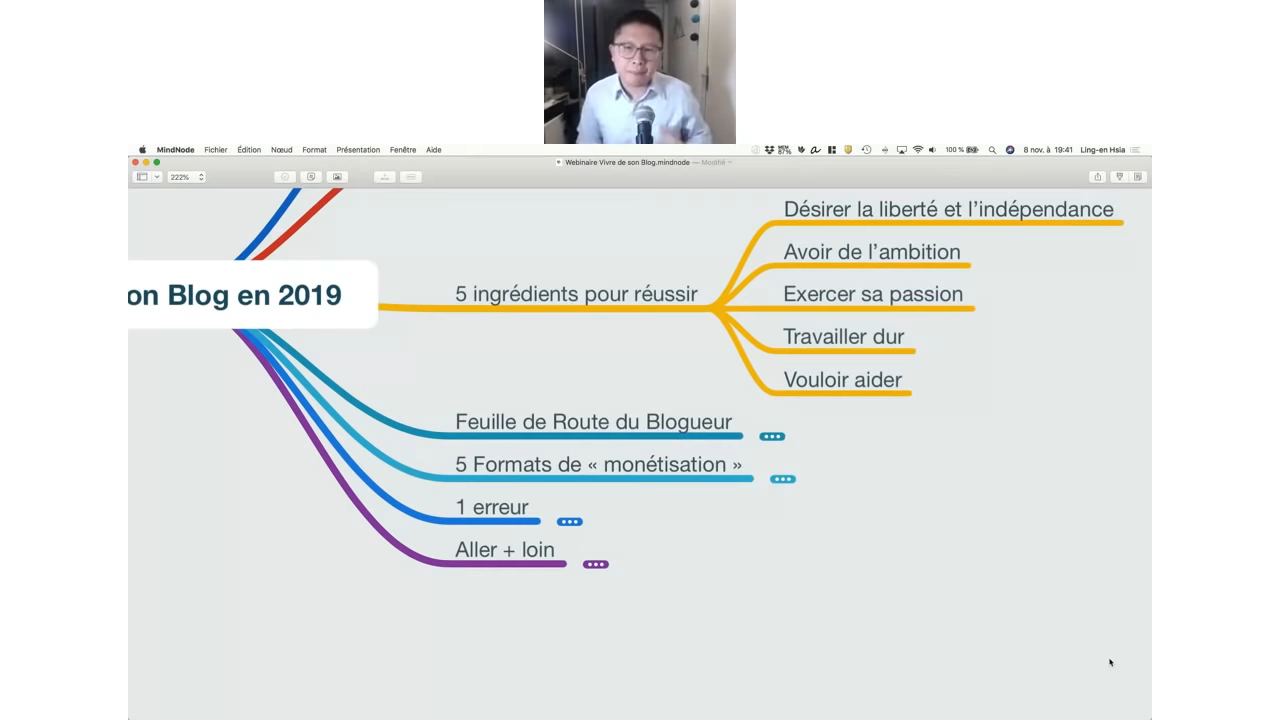 MindNode Fichier Édition Nœud Format Présentation Fenêtre Aide
100 % 8 nov. à 19:41 Ling-en Hsia
Webinaire Vivre de son Blog.mindnode — Modifié
222%
Désirer la liberté et l’indépendance
Avoir de l’ambition
on Blog en 2019
5 ingrédients pour réussir
Exercer sa passion
Travailler dur
Vouloir aider
Feuille de Route du Blogueur
5 Formats de « monétisation »
1 erreur
Aller + loin